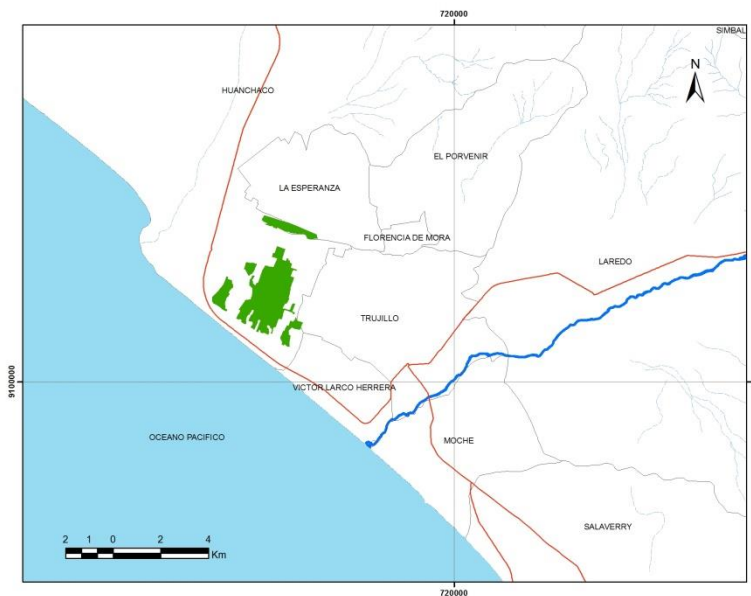 720000
SIMBAL
N
HUANCHACO
EL PORVENIR
LA ESPERANZA
FLORENCIA DE MORA
LAREDO
TRUJILLO
9100000
VICTOR LARCO HERRERA
OCEANO PACIFICO
MOCHE
SALAVERRY
2 1 0 2 4
Km
720000